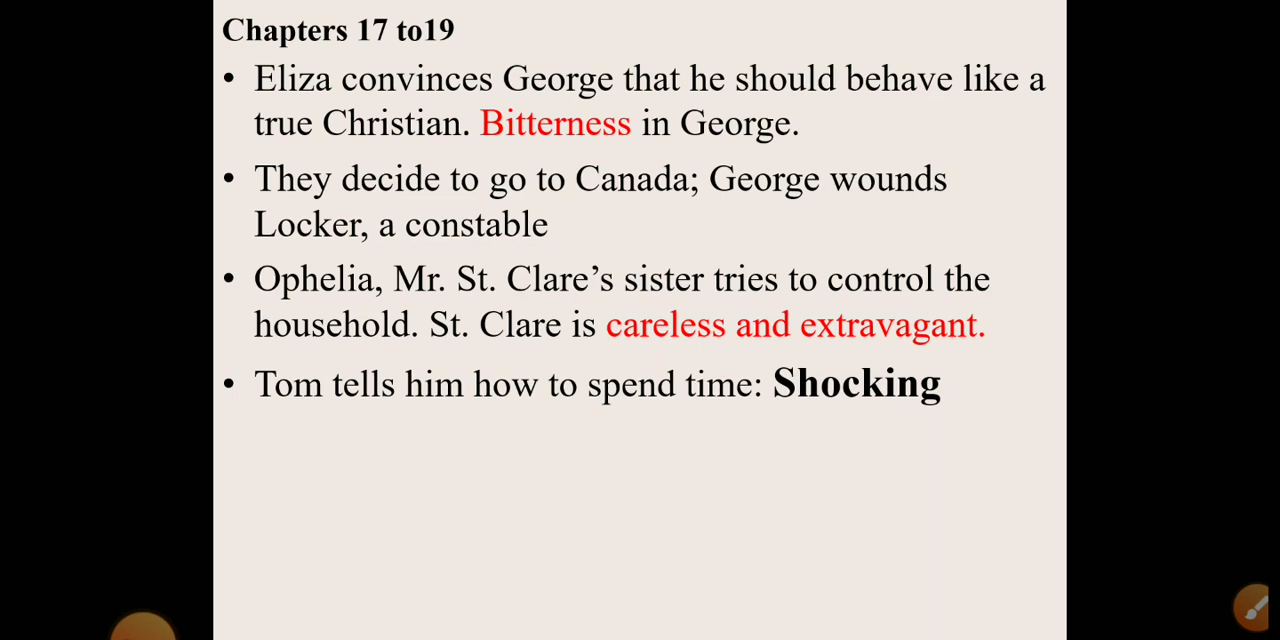 Chapters 17 to19
• Eliza convinces George that he should behave like a
true Christian. Bitterness in George.
• They decide to go to Canada; George wounds
Locker, a constable
• Ophelia, Mr. St. Clare’s sister tries to control the
household. St. Clare is careless and extravagant.
• Tom tells him how to spend time: Shocking